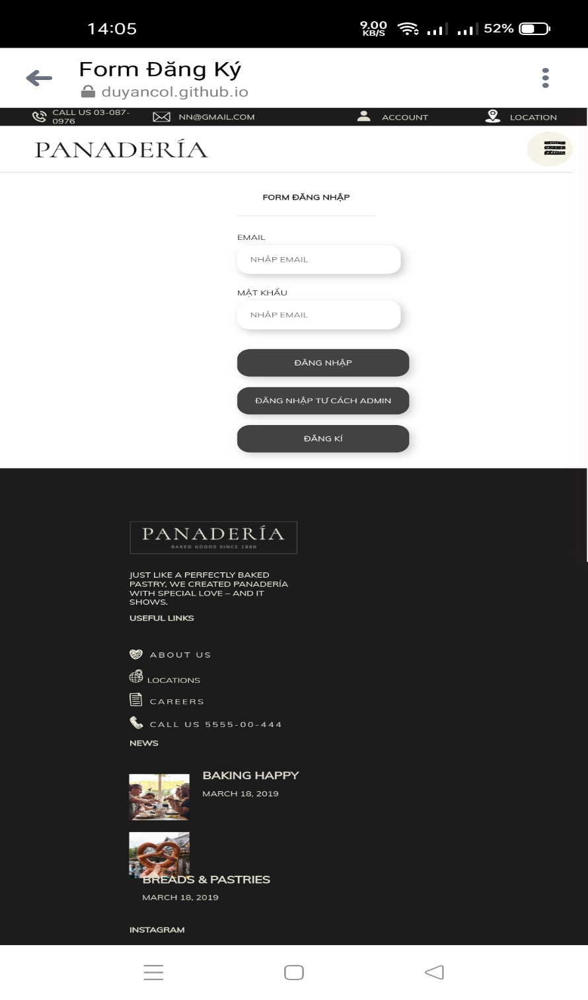 14:05
9.00
KB/S
52%
Form Đăng Ký
duyancol.github.io
CALL US 03-087-
0976
NN@GMAIL.COM
ACCOUNT
LOCATION
PANADERÍA
FORM ĐĂNG NHẬP
EMAIL
NHẬP EMAIL
MẬT KHẨU
NHẬP EMAIL
ĐĂNG NHẬP
ĐĂNG NHẬP TƯ CÁCH ADMIN
ĐĂNG KÍ
PANADERÍA
BAKED GOODS SINCE 1890
JUST LIKE A PERFECTLY BAKED
PASTRY, WE CREATED PANADERÍA
WITH SPECIAL LOVE – AND IT
SHOWS.
USEFUL LINKS
ABOUT US
LOCATIONS
CAREERS
CALL US 5555-00-444
NEWS
BAKING HAPPY
MARCH 18, 2019
BREADS & PASTRIES
MARCH 18, 2019
INSTAGRAM